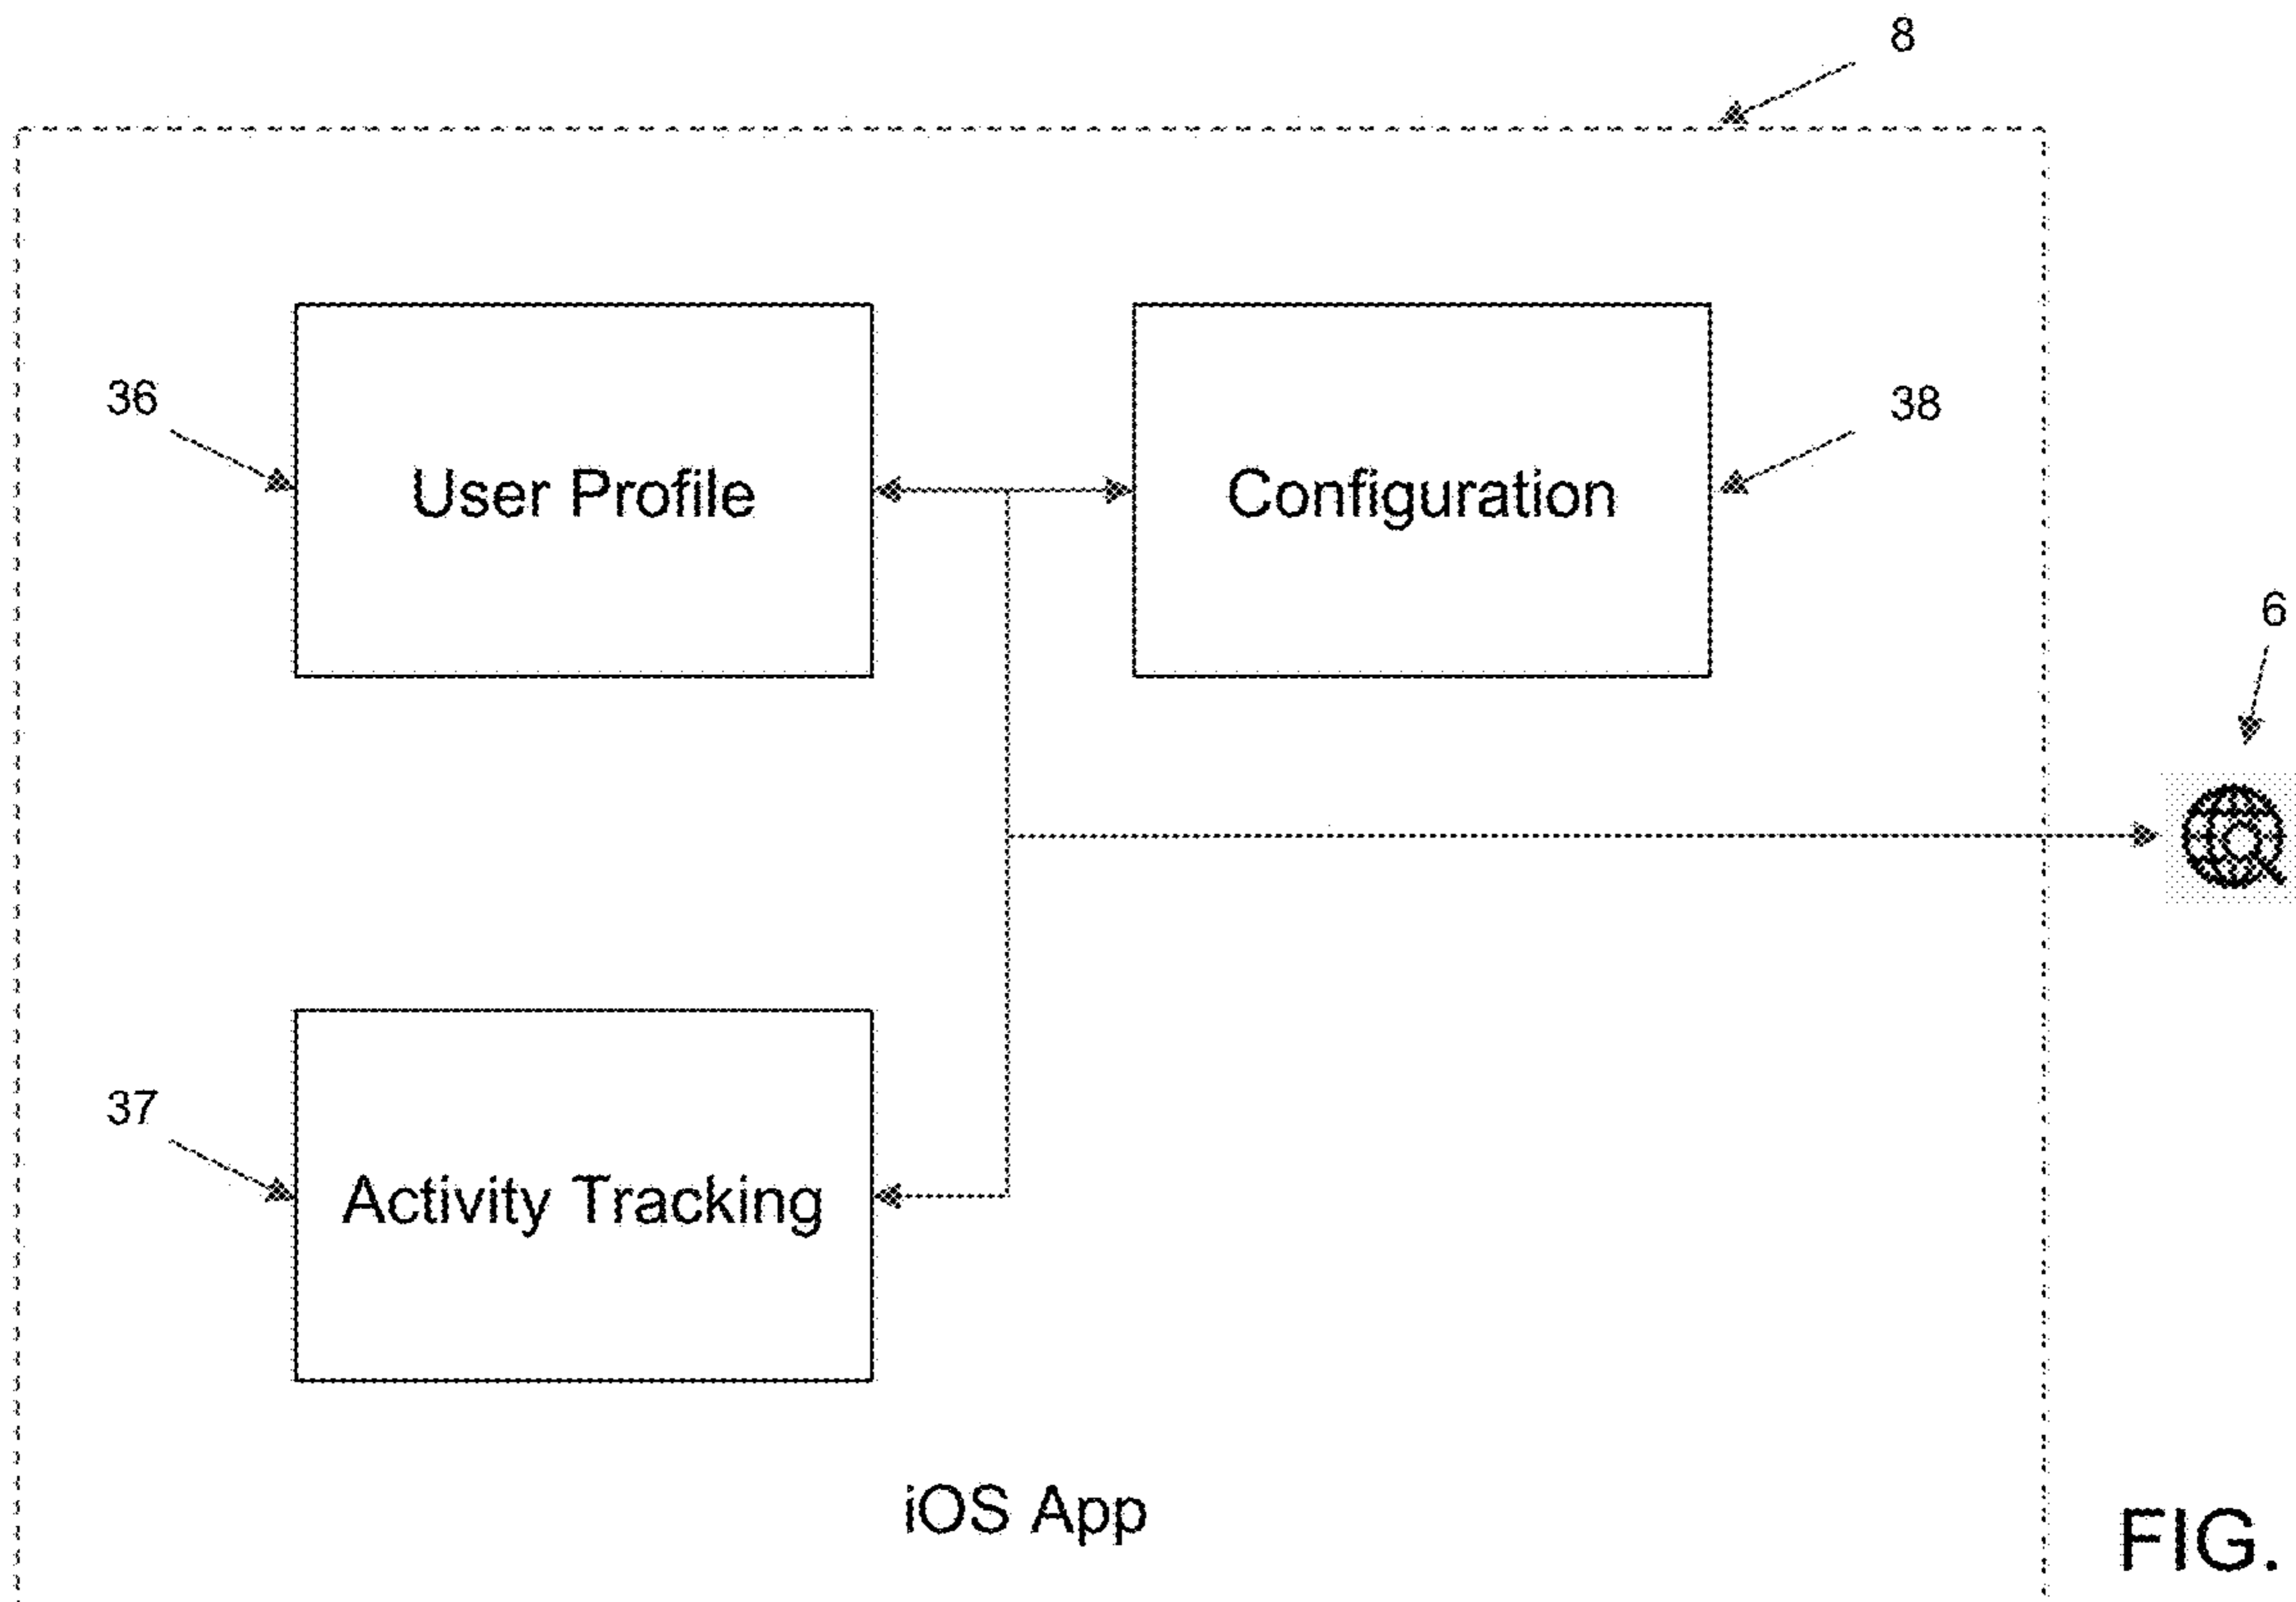 8
36
User Profile
Configuration
38
6
37
Activity Tracking
iOS App
FIG.